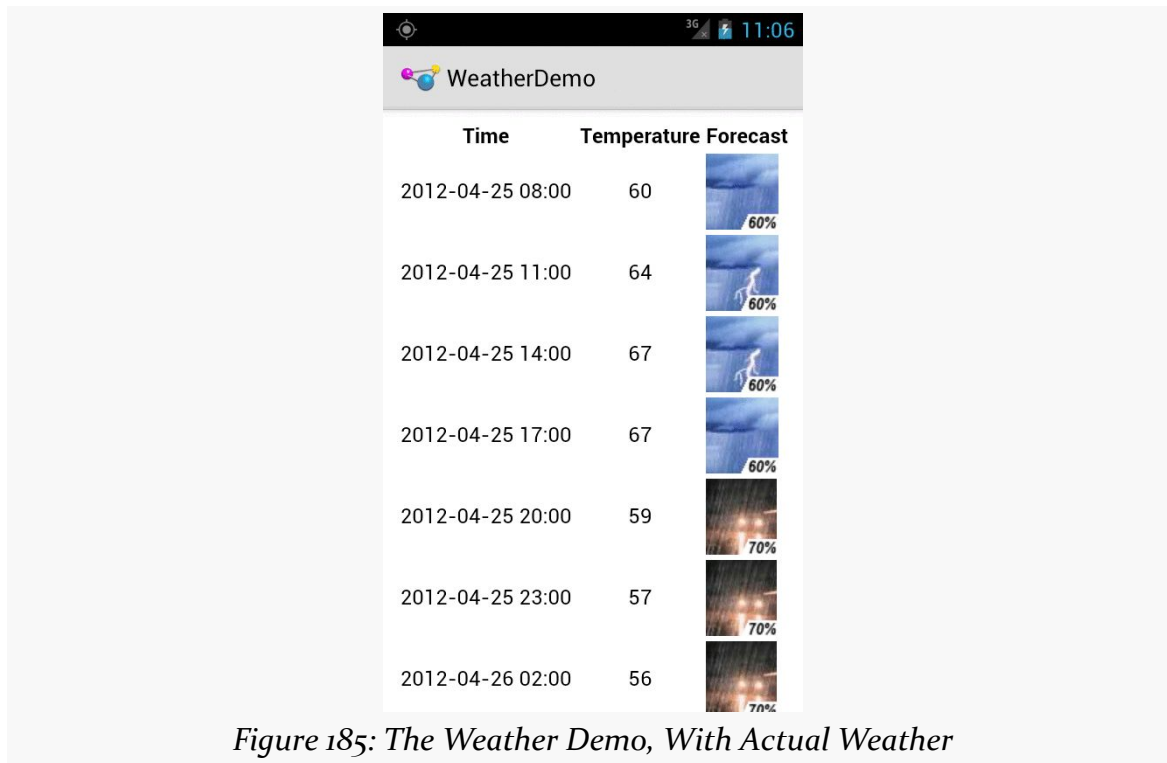 3G 11:06
WeatherDemo
Time Temperature Forecast
2012-04-25 08:00 60 60%
2012-04-25 11:00 64 60%
2012-04-25 14:00 67 60%
2012-04-25 17:00 67 60%
2012-04-25 20:00 59 70%
2012-04-25 23:00 57 70%
2012-04-26 02:00 56 70%
Figure 185: The Weather Demo, With Actual Weather